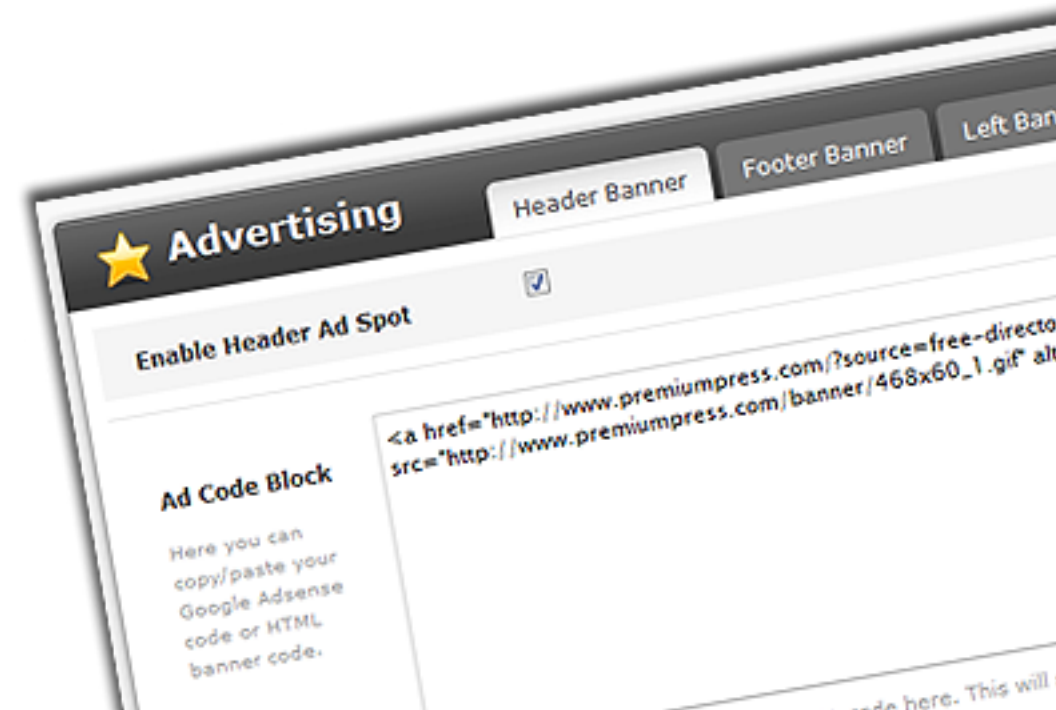 Advertising
Header Banner
Footer Banner
Left
Enable Header Ad Spot
<a href="http://www.premiumpress.com/?source=free-directo
src="http://www.premiumpress.com/banner/468x60_1.gif" alt
Ad Code Block
Here you can
copy/paste your
Google Adsense
code or HTML
banner code.
here. This will